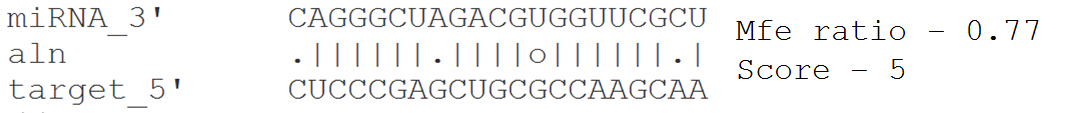 miRNA_3' CAGGGCUAGACGUGGUUCGCU
aln .||||||.||||o||||||.|
target_5' CUCCCGAGCUGCGCCAAGCAA
Mfe ratio – 0.77
Score – 5